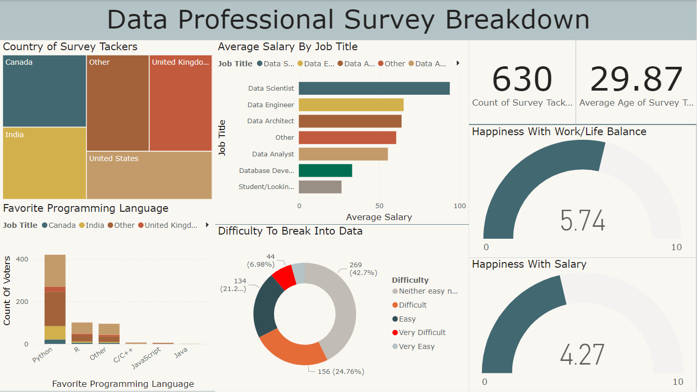 Data Professional Survey Breakdown
Country of Survey Tackers
Canada
Other
United Kingdo...
India
United States
Average Salary By Job Title
Job Title Data S... Data E... Data A... Other Data A...
Job Title
Data Scientist
Data Engineer
Data Architect
Other
Data Analyst
Database Deve...
Student/Lookin...
0 50 100
Average Salary
630
Count of Survey Tack...
29.87
Average Age of Survey T...
Happiness With Work/Life Balance
5.74
0 10
Favorite Programming Language
Job Title Canada India Other United Kingd...
Count Of Voters
400
200
0
Python R Other C/C++ JavaScript Java
Favorite Programming Language
Difficulty To Break Into Data
44
(6.98%)
269
(42.7%)
134
(21.2...)
156 (24.76%)
Difficulty
Neither easy n...
Difficult
Easy
Very Difficult
Very Easy
Happiness With Salary
4.27
0 10